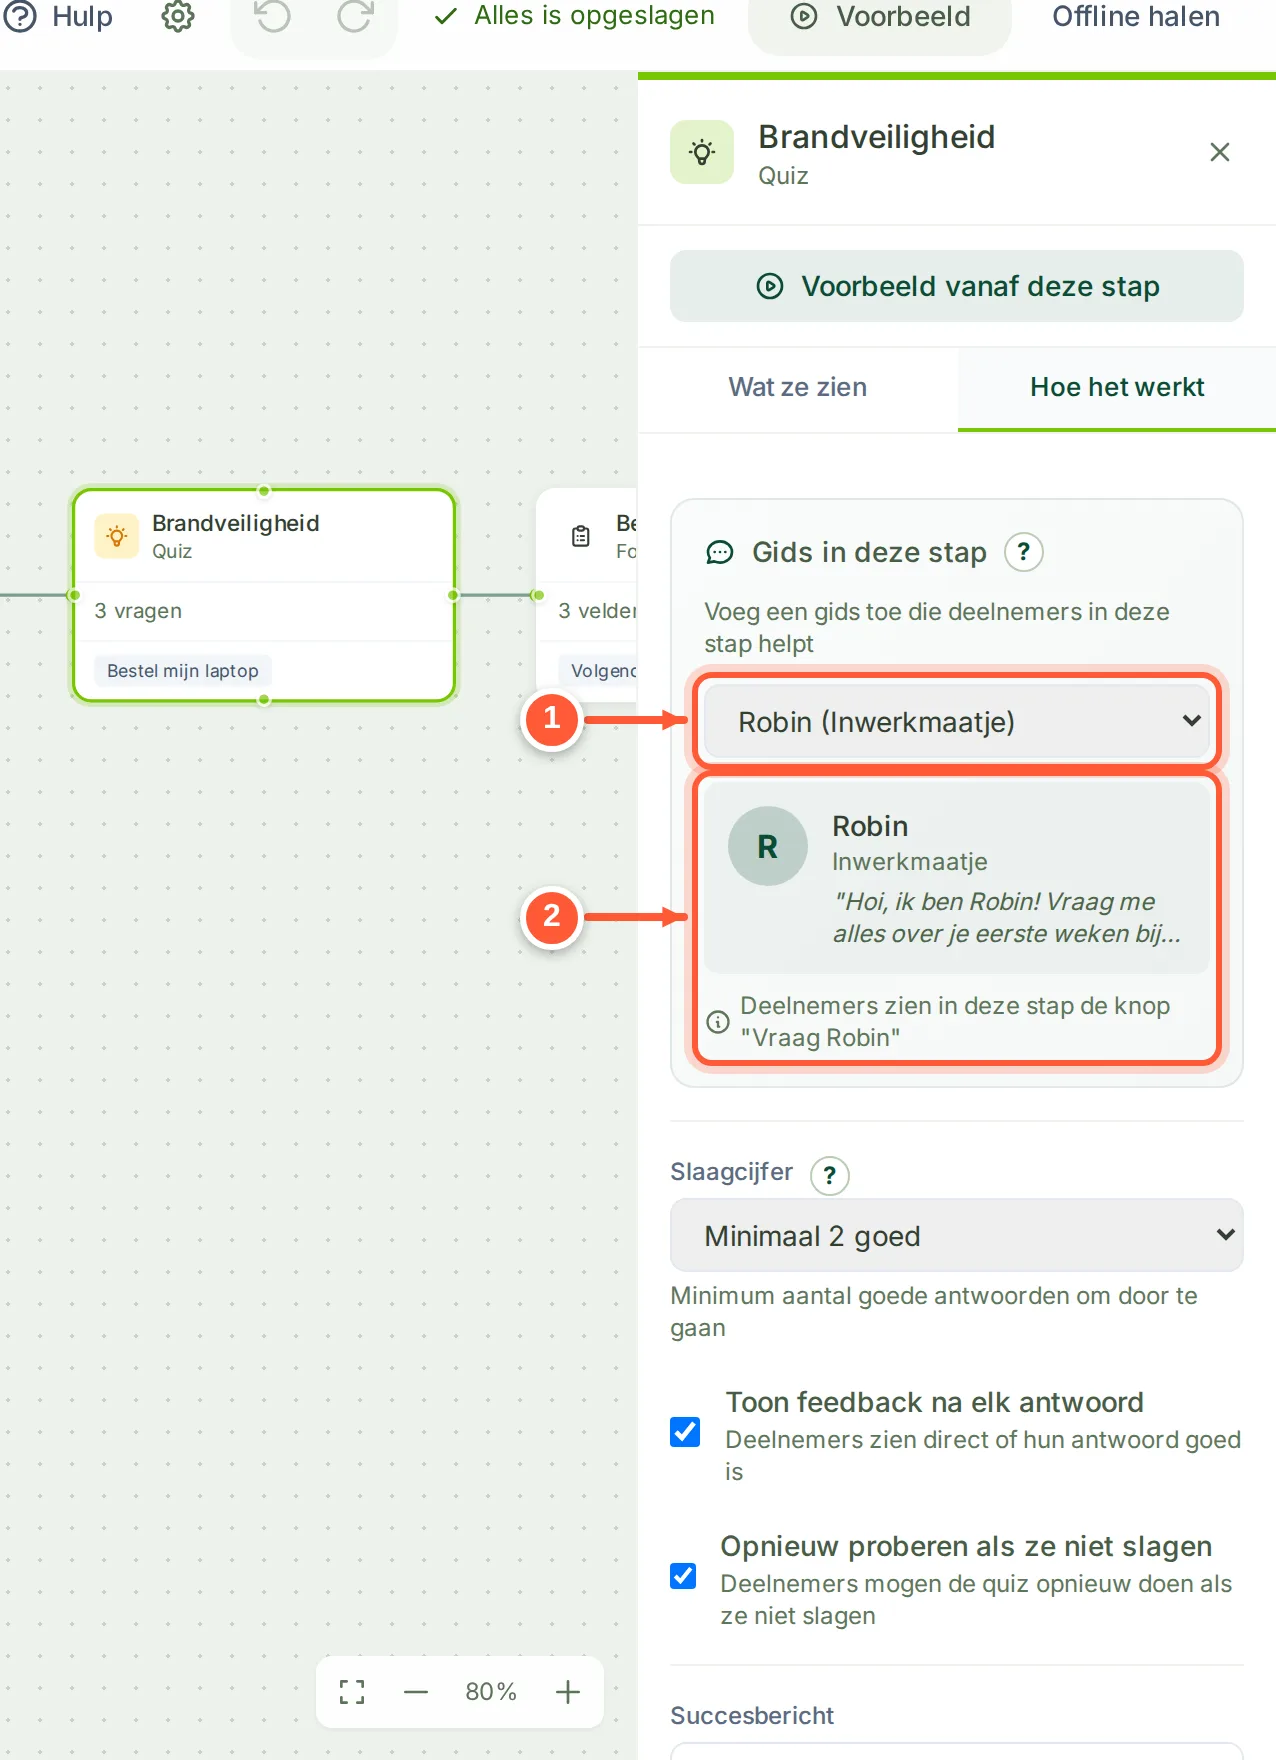 Hulp
Alles is opgeslagen
Voorbeeld
Offline halen
Brandveiligheid
Quiz
Voorbeeld vanaf deze stap
Wat ze zien
Hoe het werkt
Brandveiligheid
Quiz
3 vragen
Bestel mijn laptop
Be
Fo
3 velder
Volgend
Gids in deze stap ?
Voeg een gids toe die deelnemers in deze
stap helpt
1
Robin (Inwerkmaatje)
2
R
Robin
Inwerkmaatje
"Hoi, ik ben Robin! Vraag me
alles over je eerste weken bij...
Deelnemers zien in deze stap de knop
"Vraag Robin"
Slaagcijfer ?
Minimaal 2 goed
Minimum aantal goede antwoorden om door te
gaan
Toon feedback na elk antwoord
Deelnemers zien direct of hun antwoord goed
is
Opnieuw proberen als ze niet slagen
Deelnemers mogen de quiz opnieuw doen als
ze niet slagen
80%
Succesbericht